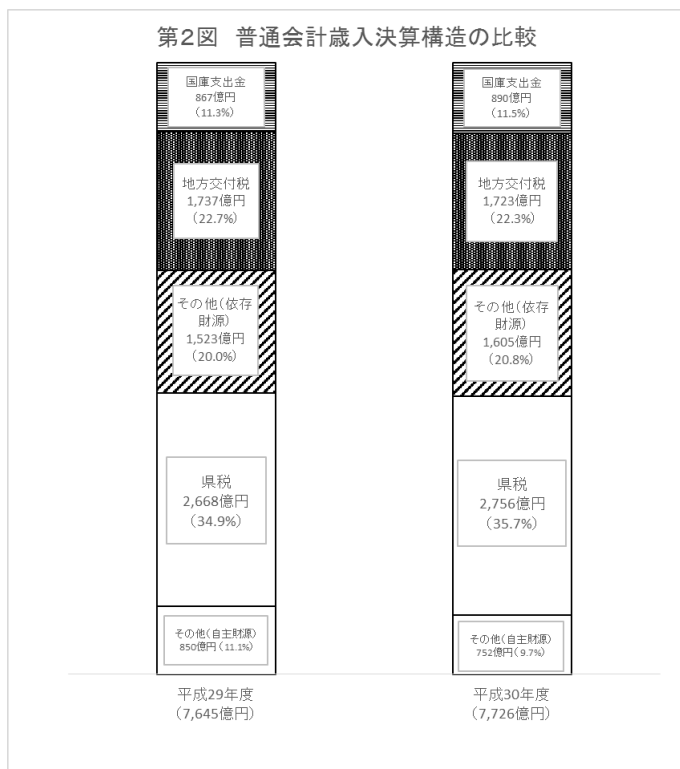 第2図 普通会計歳入決算構造の比較
国庫支出金
867億円
(11.3%)
地方交付税
1,737億円
(22.7%)
その他(依存
財源)
1,523億円
(20.0%)
県税
2,668億円
(34.9%)
その他(自主財源)
850億円(11.1%)
平成29年度
(7,645億円)
国庫支出金
890億円
(11.5%)
地方交付税
1,723億円
(22.3%)
その他(依存
財源)
1,605億円
(20.8%)
県税
2,756億円
(35.7%)
その他(自主財源)
752億円(9.7%)
平成30年度
(7,726億円)